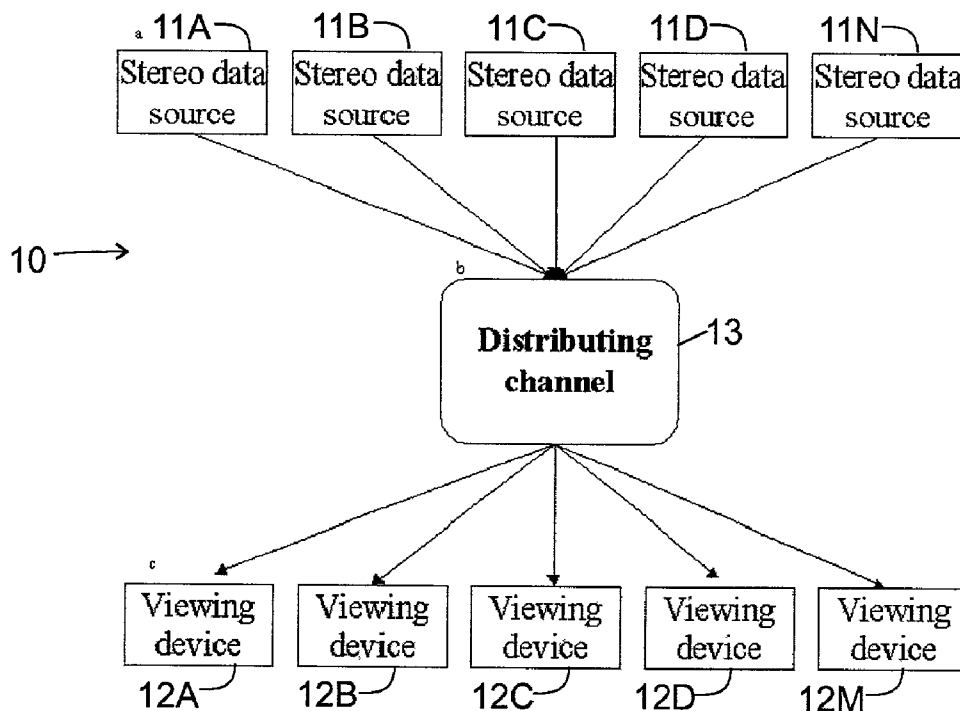 a 11A 11B 11C 11D 11N
Stereo data source Stereo data source Stereo data source Stereo data source Stereo data source
10
b
Distributing
channel
13
c
Viewing device Viewing device Viewing device Viewing device Viewing device
12A 12B 12C 12D 12M